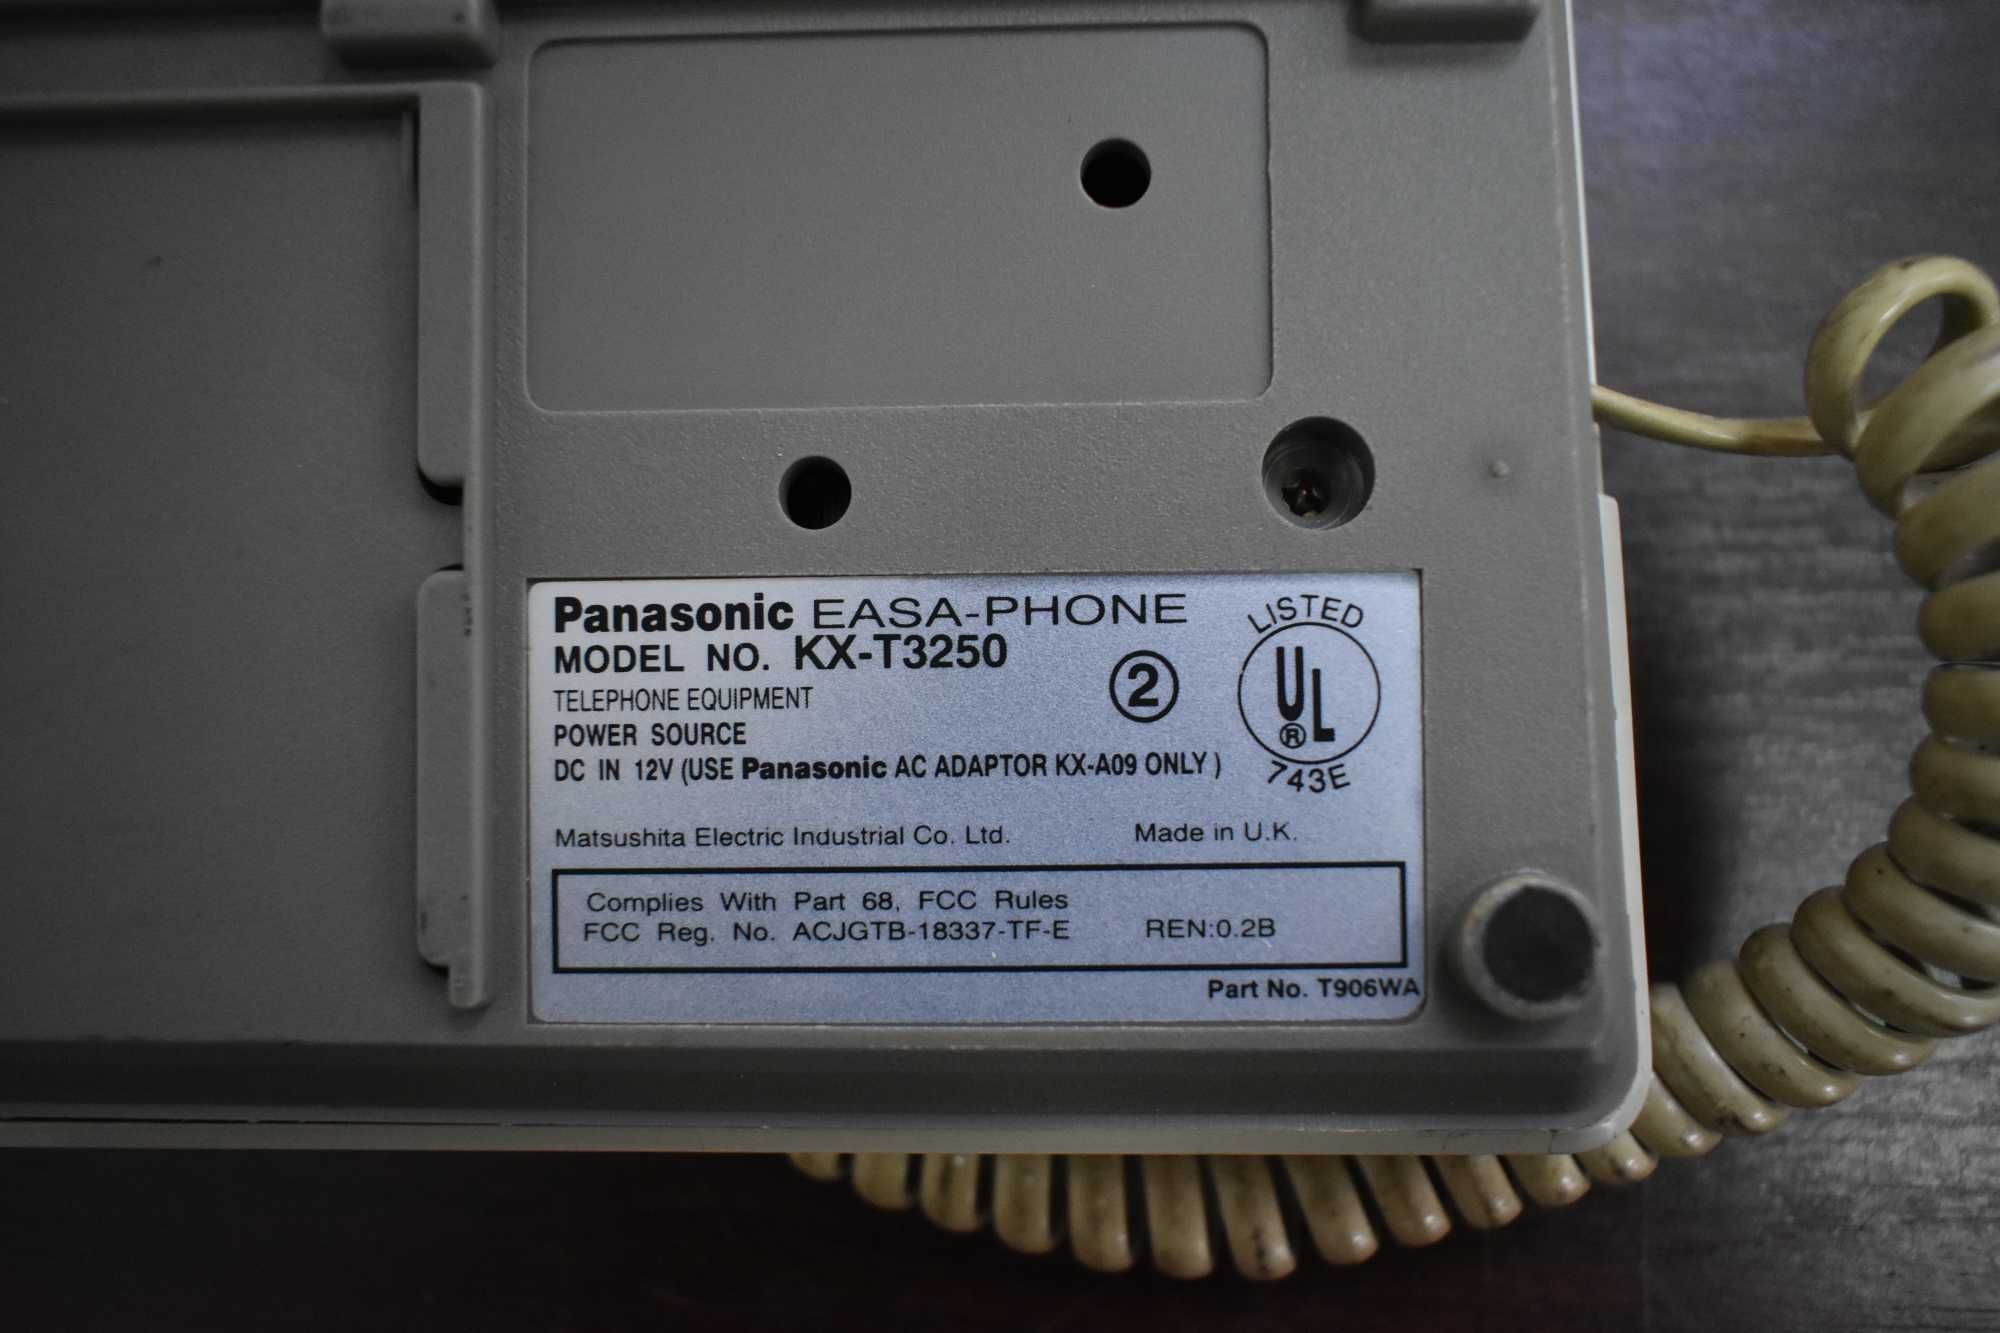 Panasonic EASA-PHONE
MODEL NO. KX-T3250
TELEPHONE EQUIPMENT
POWER SOURCE
DC IN 12V (USE Panasonic AC ADAPTOR KX-A09 ONLY)
2
LISTED
UL
®
743E
Matsushita Electric Industrial Co. Ltd. Made in U.K.
Complies With Part 68, FCC Rules
FCC Reg. No. ACJGTB-18337-TF-E REN:0.2B
Part No. T906WA